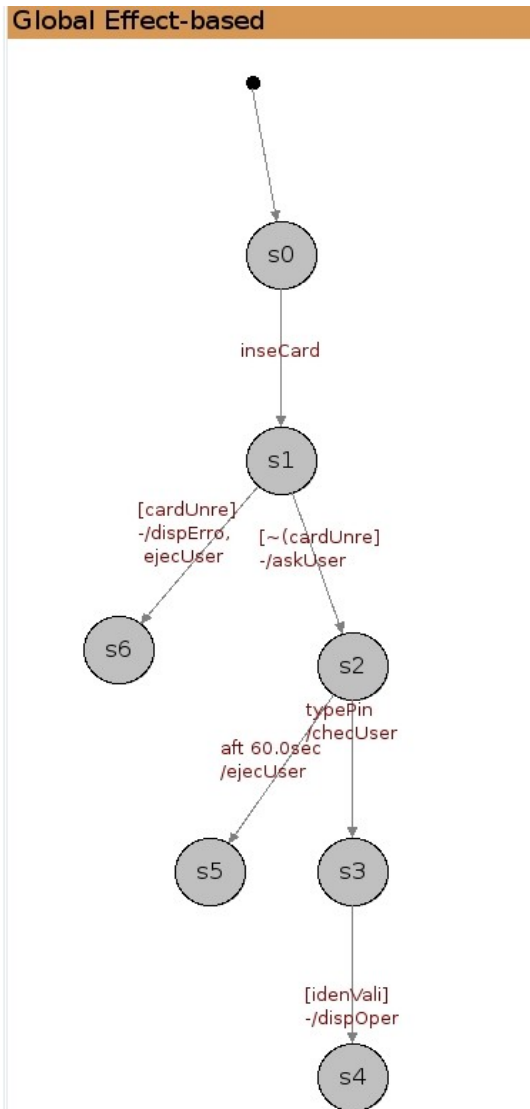 Global Effect-based
s0
inseCard
s1
[cardUnre]
-/dispErro,
ejecUser
[~(cardUnre]
-/askUser
s6
s2
typePin
/checUser
aft 60.0sec
/ejecUser
s5
s3
[idenVali]
-/dispOper
s4